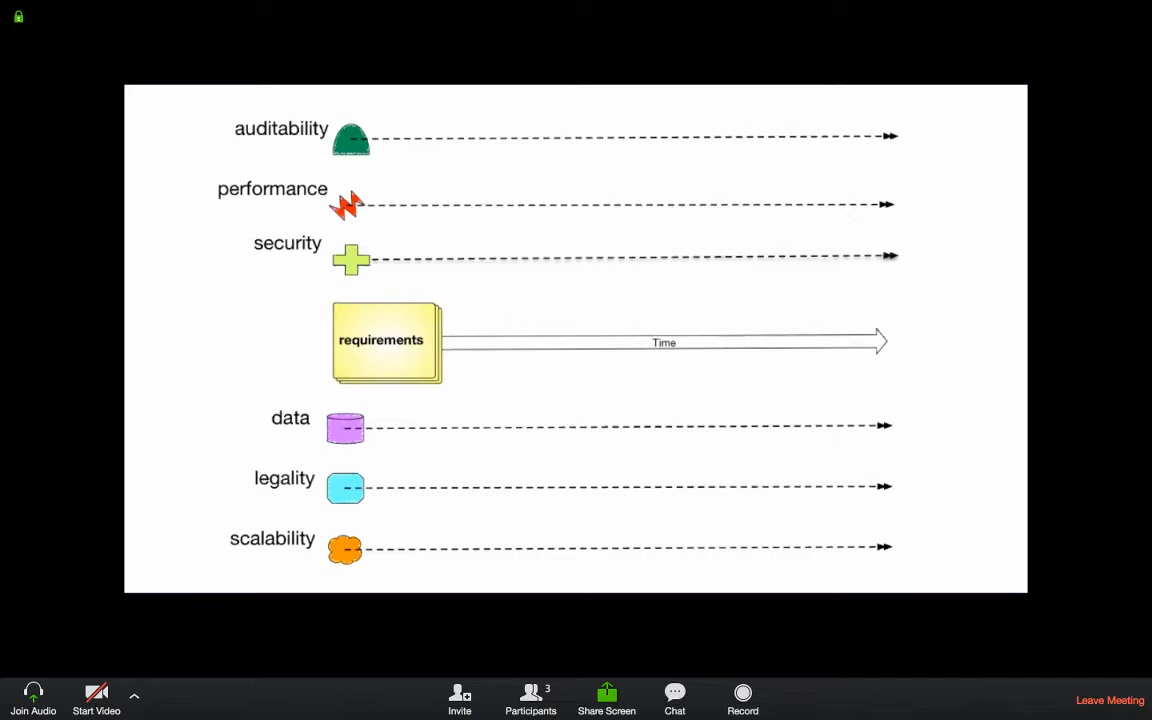 auditability
performance
security
requirements
Time
data
legality
scalability
Join Audio
Start Video
Invite
3
Participants
Share Screen
Chat
Record
Leave Meeting